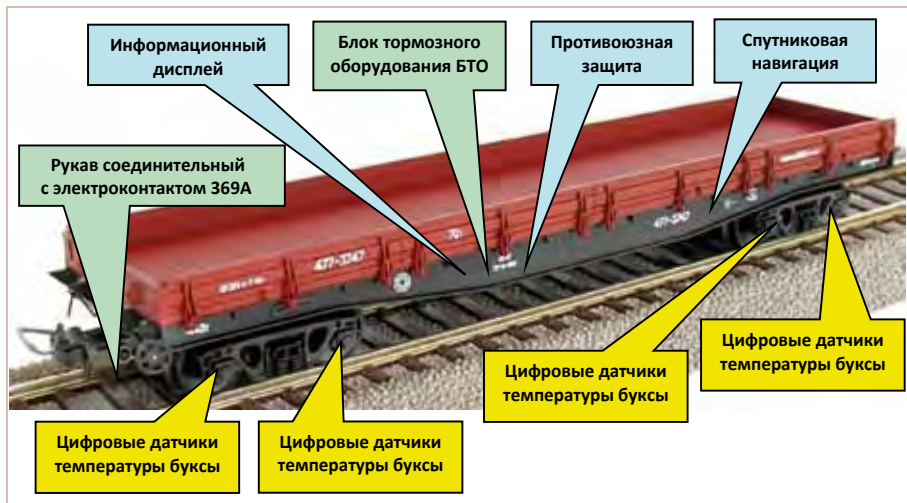 Информационный
дисплей
Блок тормозного
оборудования БТО
Противоюзная
защита
Спутниковая
навигация
Рукав соединительный
с электроконтактом 369А
Цифровые датчики
температуры буксы
Цифровые датчики
температуры буксы
Цифровые датчики
температуры буксы
Цифровые датчики
температуры буксы